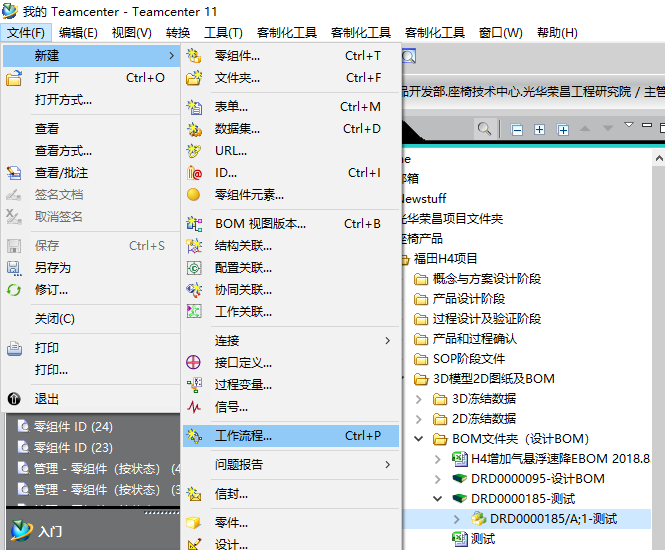 我的 Teamcenter - Teamcenter 11
文件(F) 编辑(E) 视图(V) 转换 工具(T) 客制化工具 客制化工具 客制化工具 窗口(W) 帮助(H)
新建
打开 Ctrl+O
打开方式...
查看
查看方式...
查看/批注
签名文档
取消签名
保存 Ctrl+S
另存为
修订...
关闭(C)
打印
打印...
退出
零组件... Ctrl+T
文件夹... Ctrl+F
表单... Ctrl+M
数据集... Ctrl+D
URL...
ID... Ctrl+I
零组件元素...
BOM 视图版本... Ctrl+B
结构关联...
配置关联...
协同关联...
工作关联...
连接
接口定义...
过程变量...
信号...
工作流程... Ctrl+P
问题报告
信封...
零件...
设计...
品开发部.座椅技术中心.光华荣昌工程研究院 / 主管
me
邮箱
Newstuff
光华荣昌项目文件夹
座椅产品
福田H4项目
概念与方案设计阶段
产品设计阶段
过程设计及验证阶段
产品和过程确认
SOP阶段文件
3D模型2D图纸及BOM
3D冻结数据
2D冻结数据
BOM文件夹（设计BOM）
H4增加气悬浮速降EBOM 2018.8.
DRD0000095-设计BOM
DRD0000185-测试
DRD0000185/A;1-测试
测试
零组件 ID (24)
零组件 ID (23)
管理 - 零组件（按状态） (4
管理 - 零组件（按状态） (3
入门